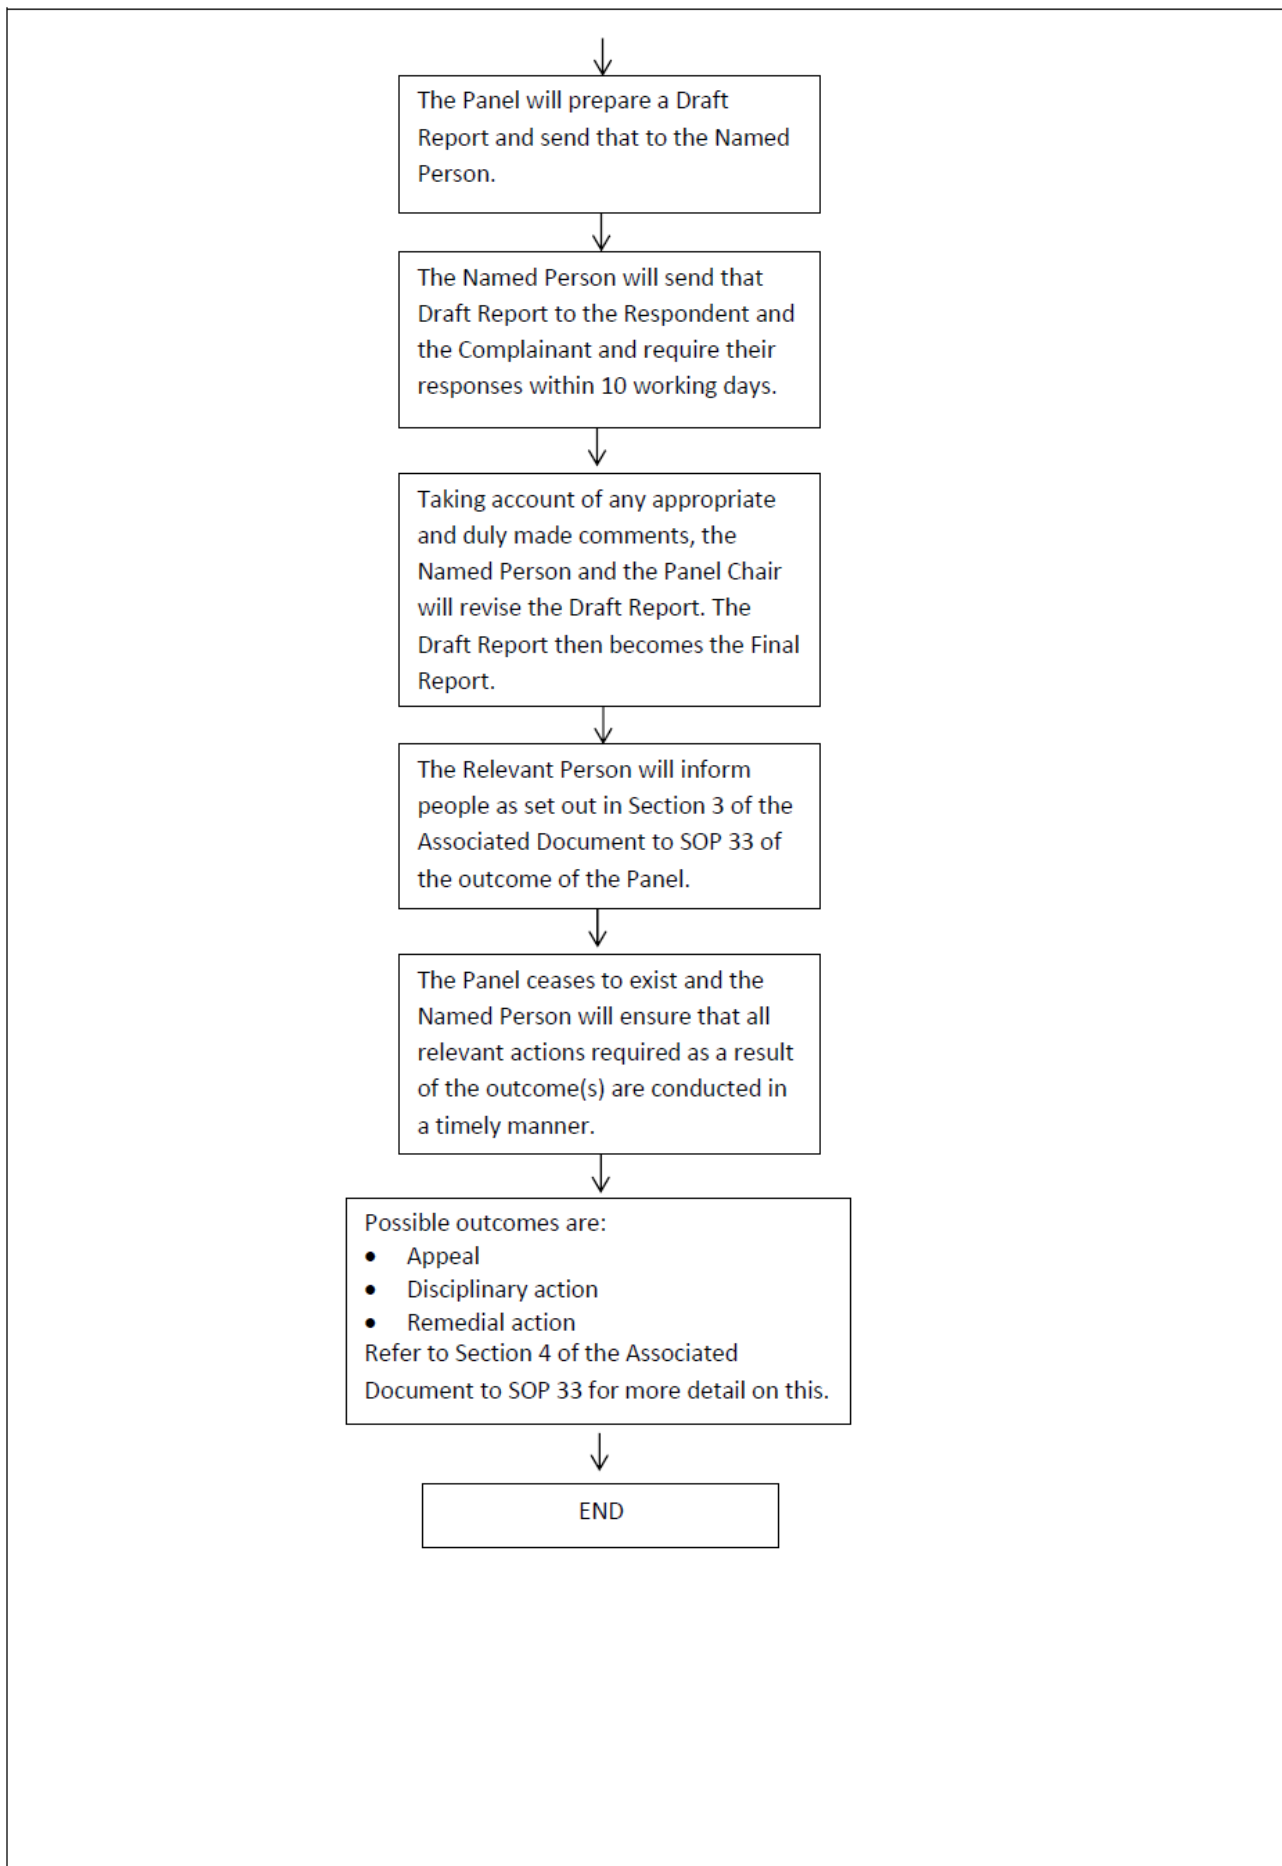 The Panel will prepare a Draft
Report and send that to the Named
Person.
The Named Person will send that
Draft Report to the Respondent and
the Complainant and require their
responses within 10 working days.
Taking account of any appropriate
and duly made comments, the
Named Person and the Panel Chair
will revise the Draft Report. The
Draft Report then becomes the Final
Report.
The Relevant Person will inform
people as set out in Section 3 of the
Associated Document to SOP 33 of
the outcome of the Panel.
The Panel ceases to exist and the
Named Person will ensure that all
relevant actions required as a result
of the outcome(s) are conducted in
a timely manner.
Possible outcomes are:
• Appeal
• Disciplinary action
• Remedial action
Refer to Section 4 of the Associated
Document to SOP 33 for more detail on this.
END